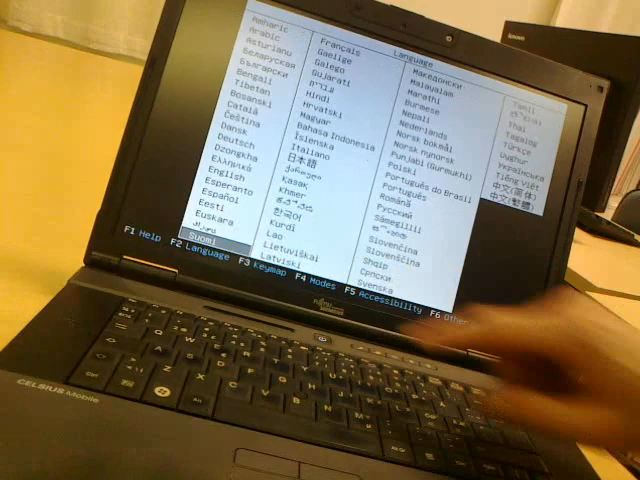 Language
Amharic
Arabic
Asturianu
Беларуская
Български
Bengali
Tibetan
Bosanski
Català
Čeština
Dansk
Deutsch
Dzongkha
Ελληνικά
English
Esperanto
Español
Eesti
Euskara
Suomi
Français
Gaeilge
Galego
Gujarati
עברית
Hindi
Hrvatski
Magyar
Bahasa Indonesia
Íslenska
Italiano
日本語
ქართული
Қазақ
Khmer
한국어
Kurdî
Lao
Lietuviškai
Latviski
Македонски
Malayalam
Marathi
Burmese
Nepali
Nederlands
Norsk bokmål
Norsk nynorsk
Punjabi (Gurmukhi)
Polski
Português do Brasil
Português
Română
Русский
Sámegillii
Slovenčina
Slovenščina
Shqip
Српски
Svenska
Tamil
Thai
Tagalog
Türkçe
Uyghur
Українська
Tiếng Việt
中文(简体)
中文(繁體)
F1 Help F2 Language F3 Keymap F4 Modes F5 Accessibility F6 Other
FUJITSU
SIEMENS
CELSIUS Mobile
lenovo